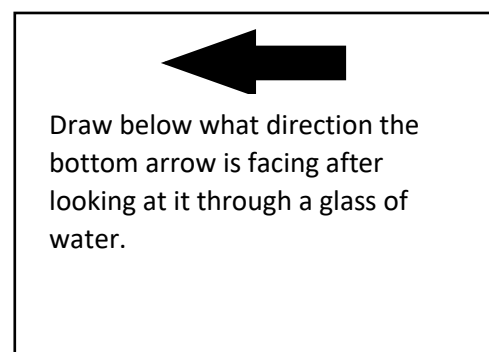 Draw below what direction the
bottom arrow is facing after
looking at it through a glass of
water.